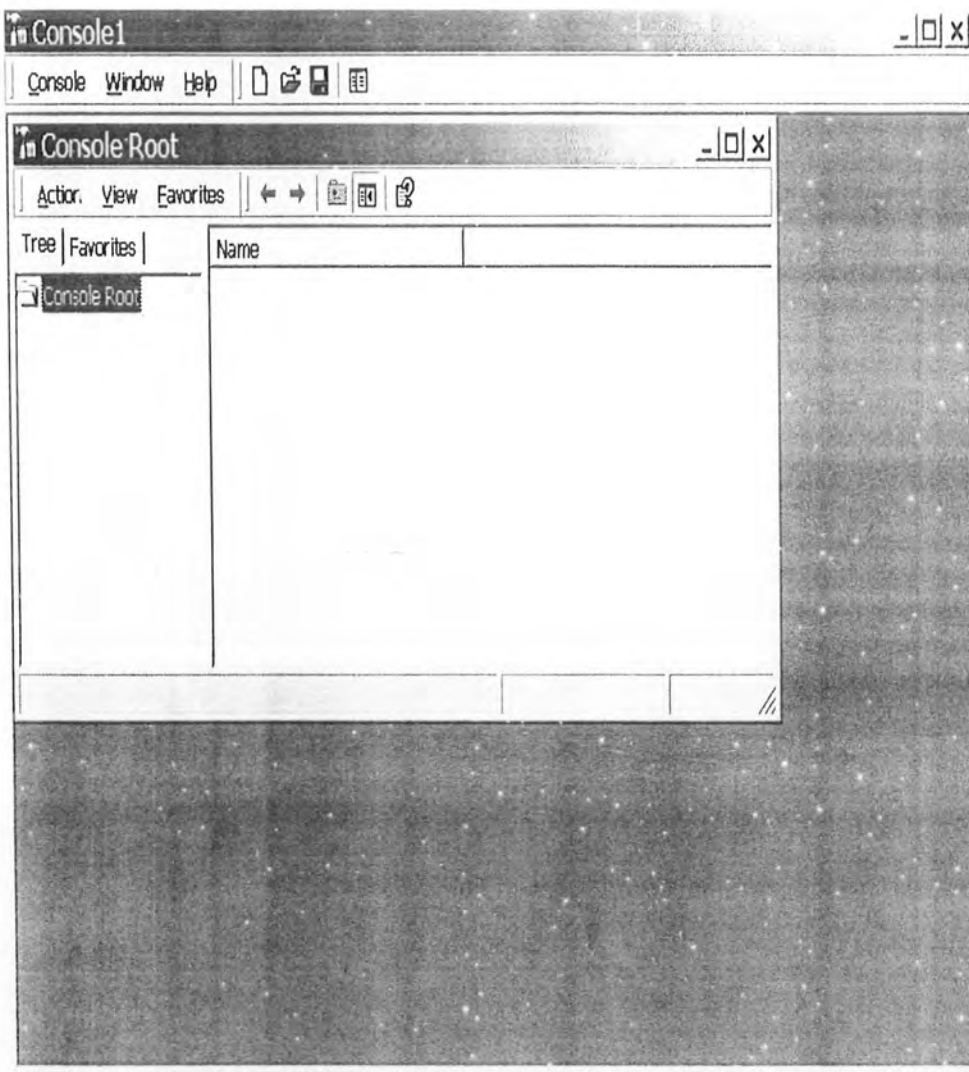 Console1
Console Window Help
Console Root
Action View Favorites
Tree Favorites Name
Console Root